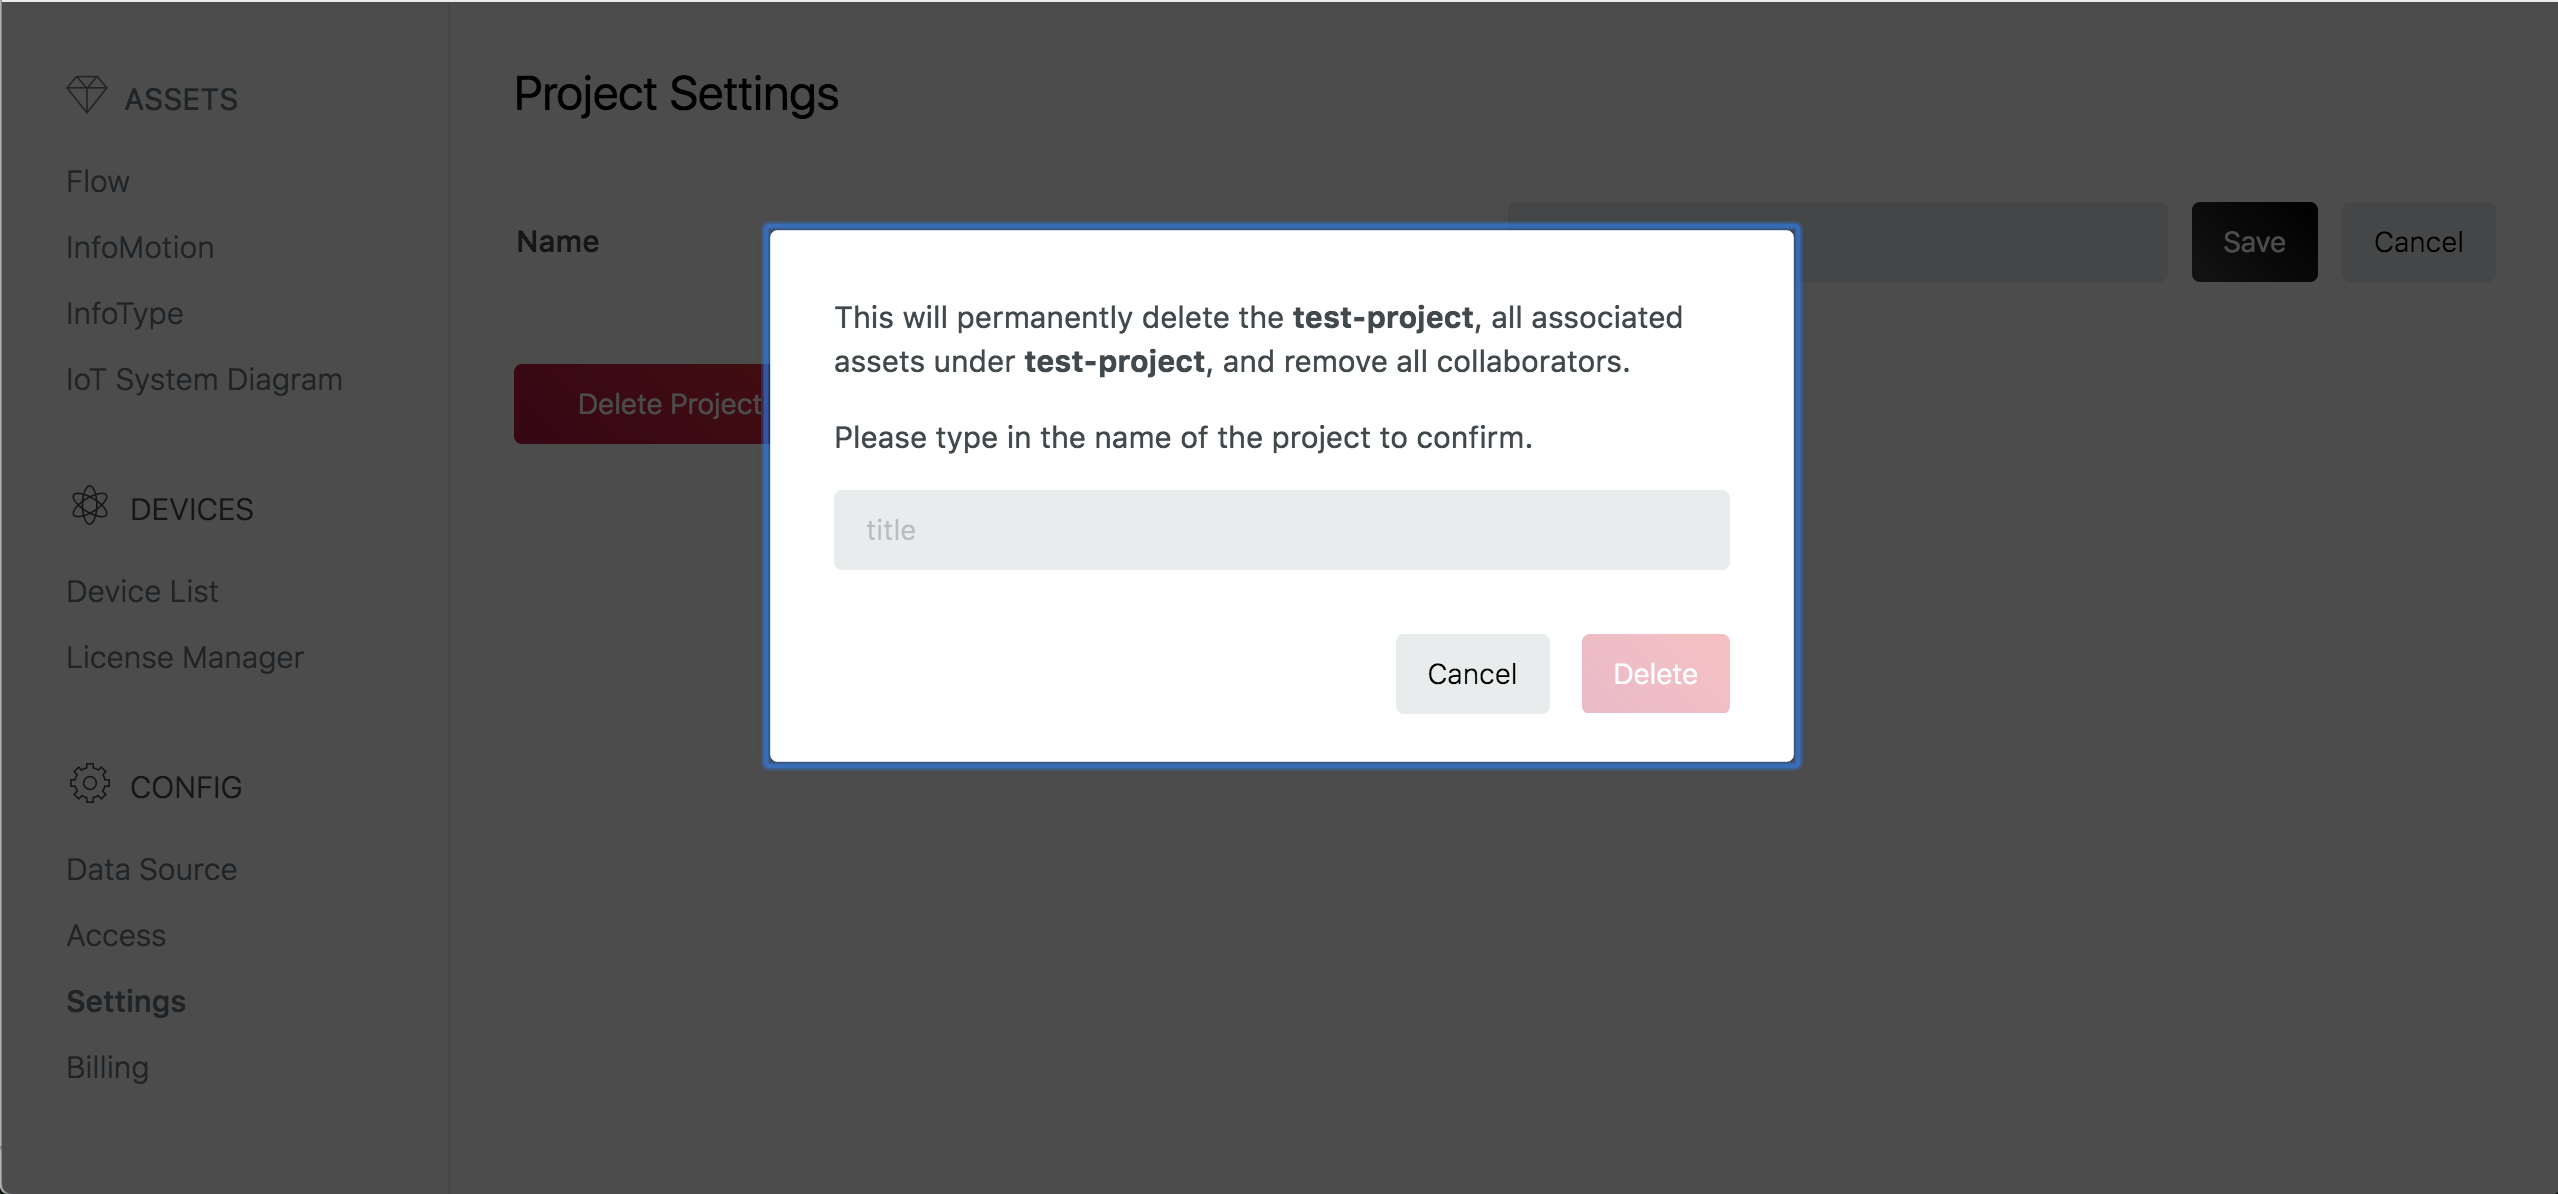 ASSETS
Flow
InfoMotion
InfoType
IoT System Diagram
DEVICES
Device List
License Manager
CONFIG
Data Source
Access
Settings
Billing
Project Settings
Name
Save
Cancel
Delete Project
This will permanently delete the test-project, all associated
assets under test-project, and remove all collaborators.
Please type in the name of the project to confirm.
title
Cancel
Delete